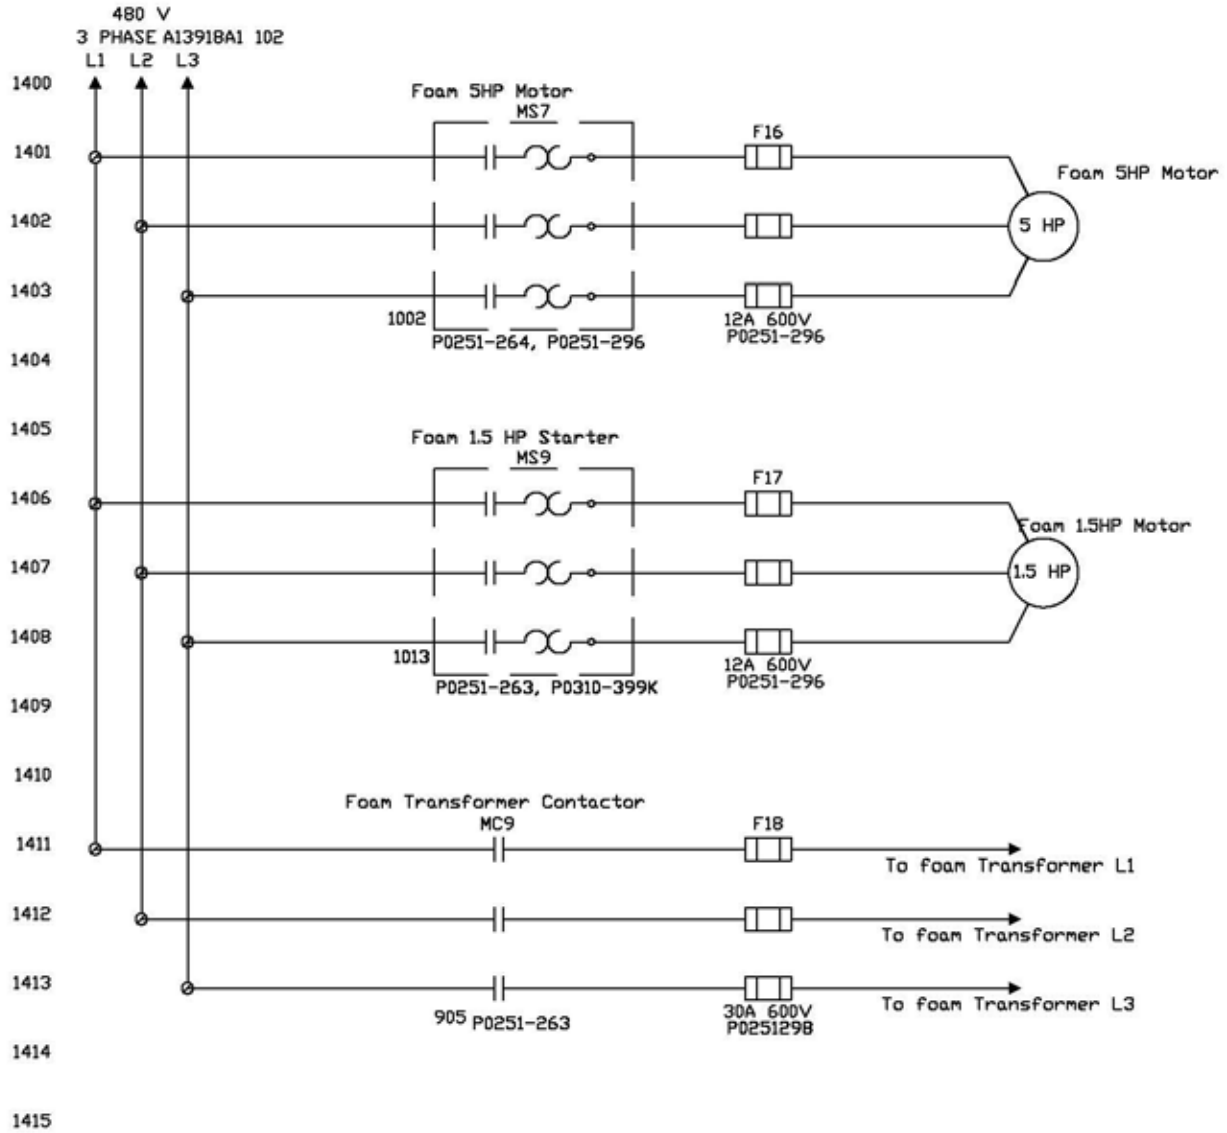 480 V
3 PHASE A13918A1 102
L1 L2 L3
1400
Foam 5HP Motor
MS7
F16
1401
Foam 5HP Motor
1402
5 HP
1403
1002
12A 600V
P0251-264, P0251-296
P0251-296
1404
1405
Foam 1.5 HP Starter
MS9
F17
1406
Foam 1.5HP Motor
1407
1.5 HP
1408
1013
12A 600V
P0251-263, P0310-399K
P0251-296
1409
1410
Foam Transformer Contactor
MC9
F18
1411
To foam Transformer L1
1412
To foam Transformer L2
1413
To foam Transformer L3
905 P0251-263
30A 600V
P025129B
1414
1415